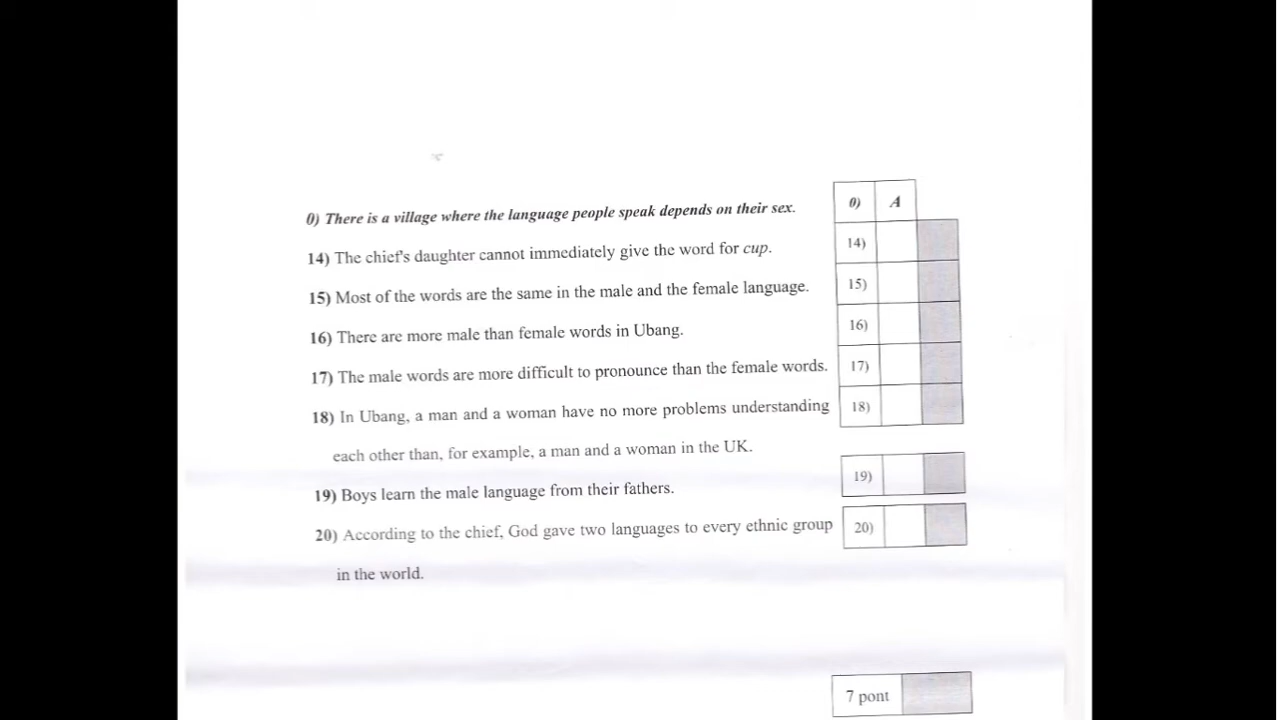 0) There is a village where the language people speak depends on their sex.
0) A
14) The chief's daughter cannot immediately give the word for cup.
14)
15) Most of the words are the same in the male and the female language.
15)
16) There are more male than female words in Ubang.
16)
17) The male words are more difficult to pronounce than the female words.
17)
18) In Ubang, a man and a woman have no more problems understanding
18)
each other than, for example, a man and a woman in the UK.
19) Boys learn the male language from their fathers.
19)
20) According to the chief, God gave two languages to every ethnic group
20)
in the world.
7 pont